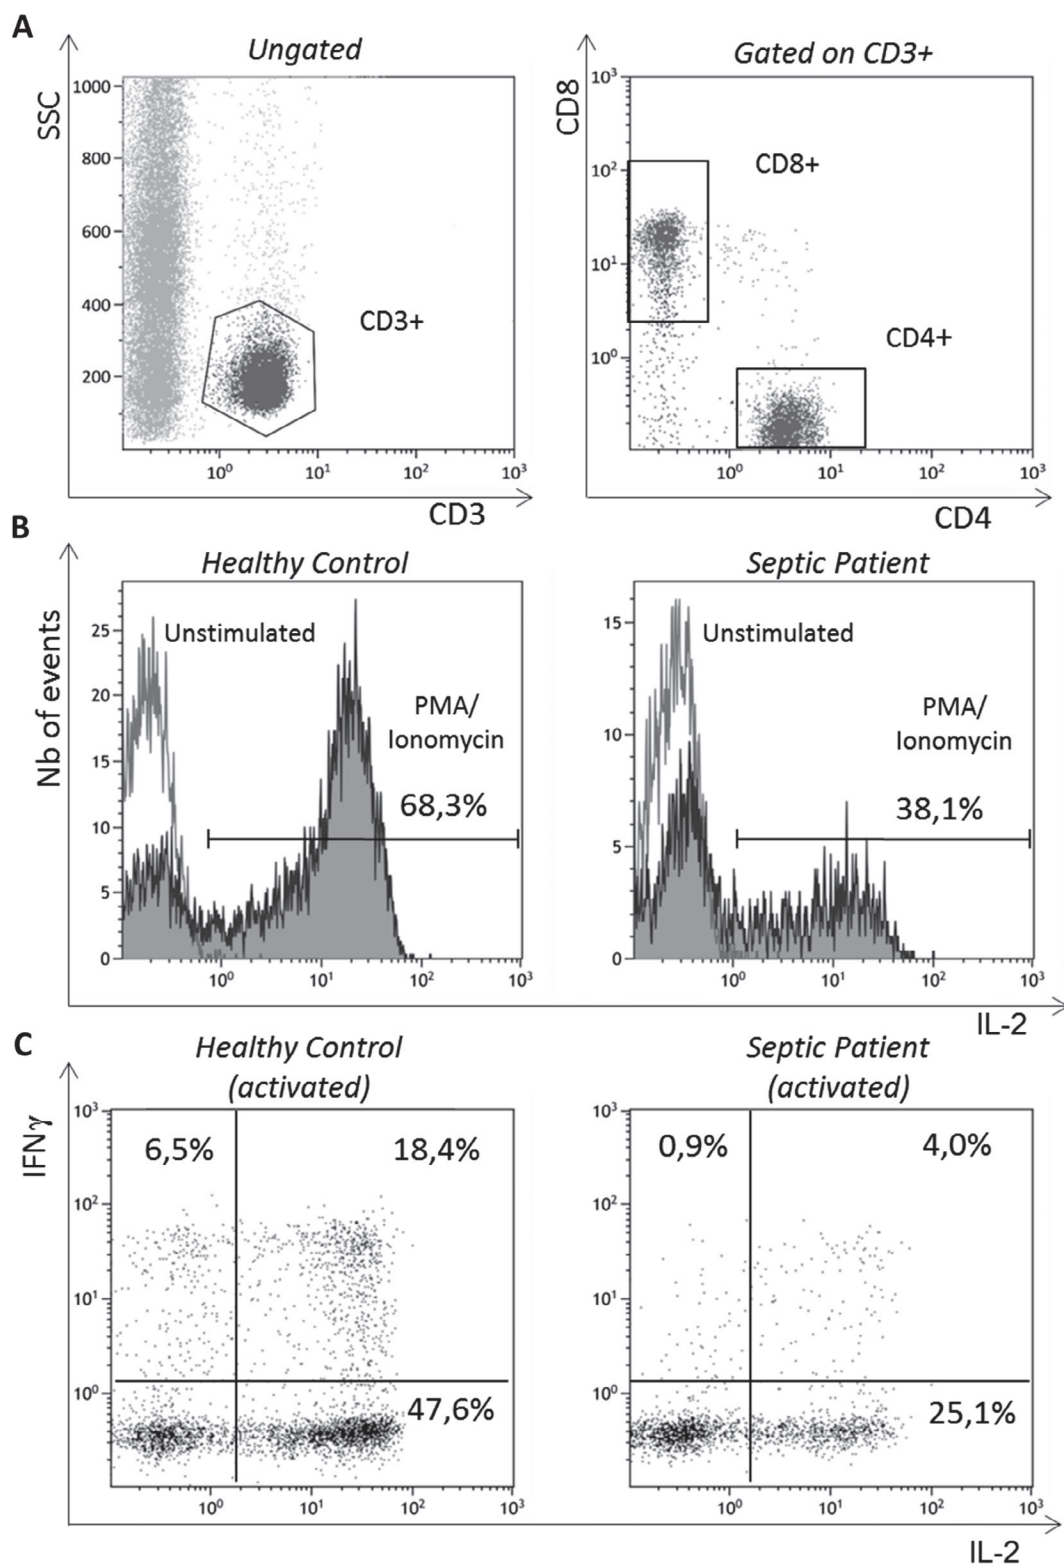 A
Ungated
Gated on CD3+
SSC
1000
800
600
400
200
CD3+
10⁰ 10¹ 10² 10³
CD3
CD8
10³
10²
10¹
10⁰
CD8+
CD4+
10⁰ 10¹ 10² 10³
CD4
B
Healthy Control
Septic Patient
Nb of events
25
20
15
10
5
0
Unstimulated
PMA/
Ionomycin
68,3%
10⁰ 10¹ 10² 10³
15
10
5
0
Unstimulated
PMA/
Ionomycin
38,1%
10⁰ 10¹ 10² 10³
IL-2
C
Healthy Control
(activated)
Septic Patient
(activated)
IFNγ
10³
10²
10¹
10⁰
6,5% 18,4%
47,6%
10⁰ 10¹ 10² 10³
10³
10²
10¹
10⁰
0,9% 4,0%
25,1%
10⁰ 10¹ 10² 10³
IL-2